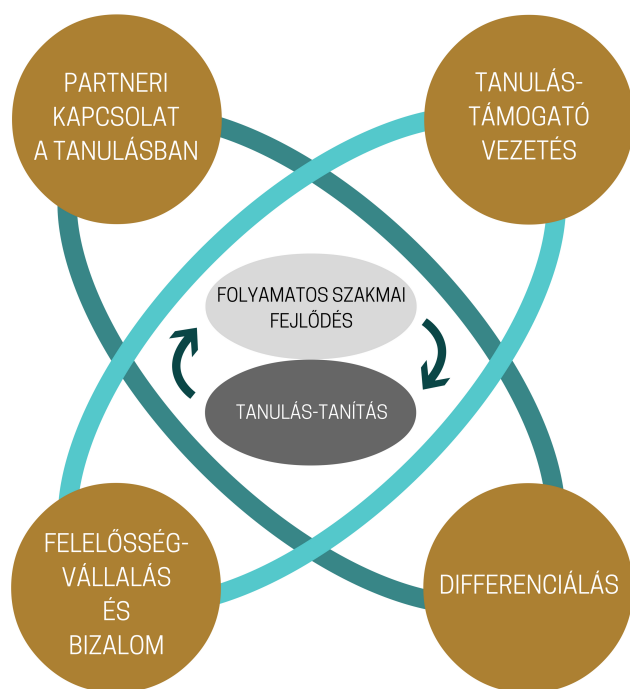 PARTNERI
KAPCSOLAT
A TANULÁSBAN
TANULÁS-
TÁMOGATÓ
VEZETÉS
FOLYAMATOS SZAKMAI
FEJLŐDÉS
TANULÁS-TANÍTÁS
FELELŐSSÉG-
VÁLLALÁS
ÉS
BIZALOM
DIFFERENCIÁLÁS